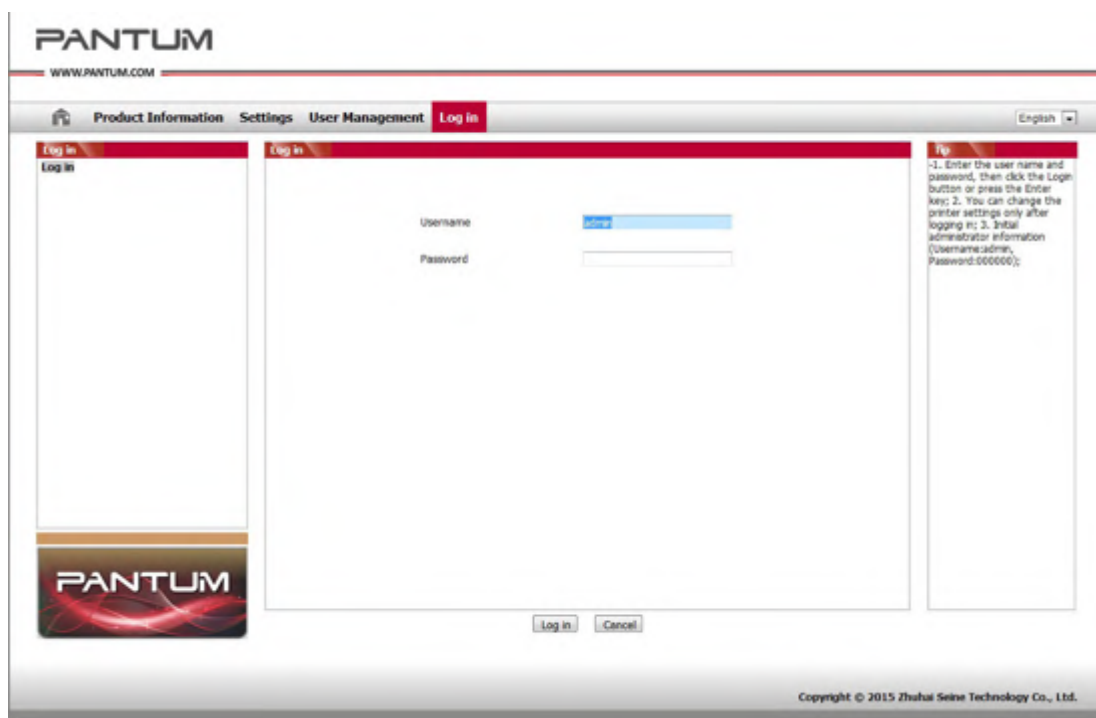 PANTUM
WWW.PANTUM.COM
Product Information Settings User Management Log in English
Log in
Log in
Log in
Username admin
Password
Tip
-1. Enter the user name and
password, then click the Login
button or press the Enter
key; 2. You can change the
printer settings only after
logging in; 3. Initial
administrator information
(Username:admin,
Password:000000);
PANTUM
Log in Cancel
Copyright © 2015 Zhuhai Seine Technology Co., Ltd.